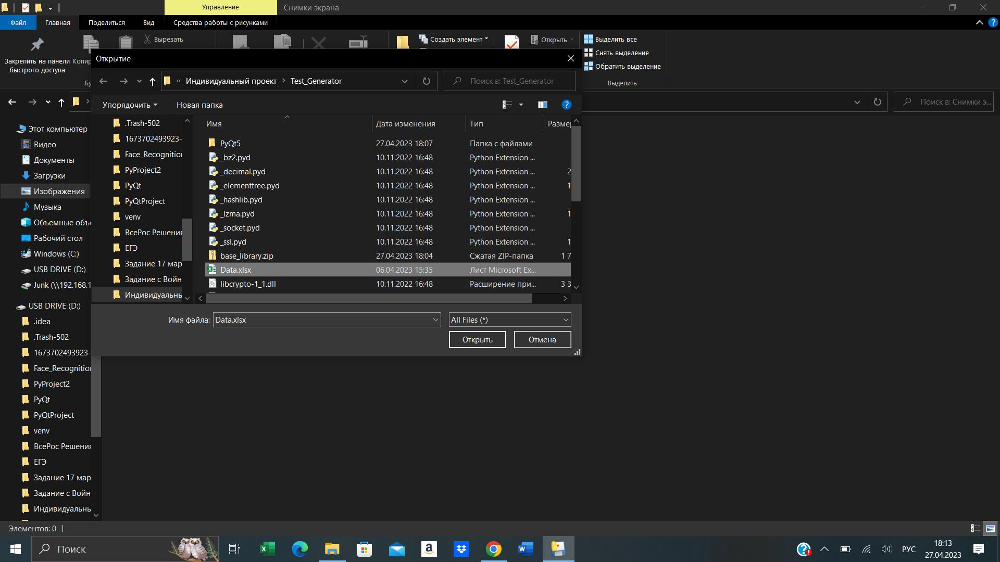 Управление
Снимки экрана
Файл
Главная
Поделиться
Вид
Средства работы с рисунками
Закрепить на панели
быстрого доступа
Вырезать
Создать элемент
Открыть
Выделить все
Снять выделение
Обратить выделение
Выделить
Открытие
« Индивидуальный проект > Test_Generator
Поиск в: Test_Generator
Поиск в: Снимки э...
Упорядочить
Новая папка
Имя
Дата изменения
Тип
PyQt5 27.04.2023 18:07 Папка с файлами
_bz2.pyd 10.11.2022 16:48 Python Extension ...
_decimal.pyd 10.11.2022 16:48 Python Extension ... 2
_elementtree.pyd 10.11.2022 16:48 Python Extension ... 1
_hashlib.pyd 10.11.2022 16:48 Python Extension ...
_lzma.pyd 10.11.2022 16:48 Python Extension ... 1
_socket.pyd 10.11.2022 16:48 Python Extension ...
_ssl.pyd 10.11.2022 16:48 Python Extension ... 1
base_library.zip 27.04.2023 18:04 Сжатая ZIP-папка 1 7
Data.xlsx 06.04.2023 15:35 Лист Microsoft Ex...
libcrypto-1_1.dll 10.11.2022 16:48 Расширение при... 3 3
.Trash-502
1673702493923-
Face_Recognition
PyProject2
PyQt
PyQtProject
venv
ВсеРос Решения
ЕГЭ
Задание 17 мар
Задание с Войн
Индивидуальн
Имя файла:
Data.xlsx
All Files (*)
Открыть
Отмена
Этот компьютер
Видео
Документы
Загрузки
Изображения
Музыка
Объемные объ
Рабочий стол
Windows (C:)
USB DRIVE (D:)
Junk (\\192.168.1
USB DRIVE (D:)
.idea
.Trash-502
1673702493923-
Face_Recognition
PyProject2
PyQt
PyQtProject
venv
ВсеРос Решения
ЕГЭ
Задание 17 мар
Задание с Войн
Индивидуальн
Элементов: 0
Поиск
РУС
18:13
27.04.2023